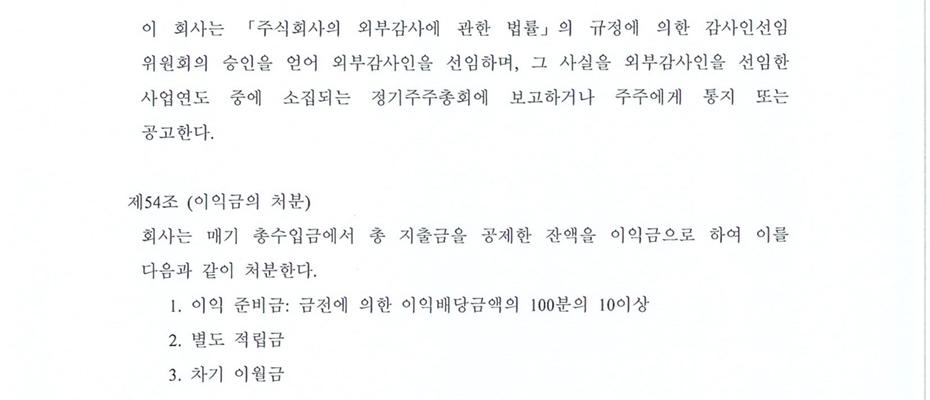 이 회사는 「주식회사의 외부감사에 관한 법률」의 규정에 의한 감사인선임
위원회의 승인을 얻어 외부감사인을 선임하며, 그 사실을 외부감사인을 선임한
사업연도 중에 소집되는 정기주주총회에 보고하거나 주주에게 통지 또는
공고한다.
제54조 (이익금의 처분)
회사는 매기 총수입금에서 총 지출금을 공제한 잔액을 이익금으로 하여 이를
다음과 같이 처분한다.
1. 이익 준비금: 금전에 의한 이익배당금액의 100분의 10이상
2. 별도 적립금
3. 차기 이월금